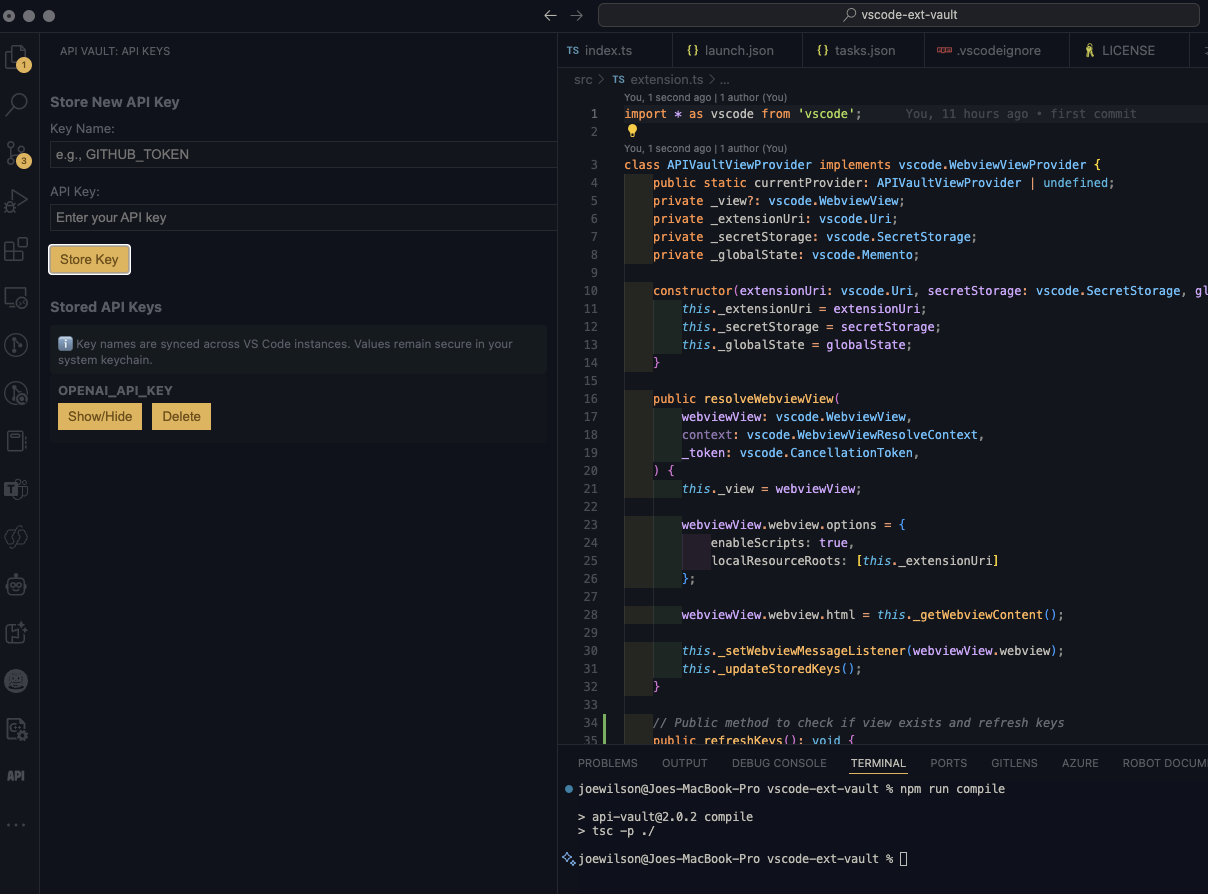 vscode-ext-vault
API VAULT: API KEYS
1
3
API
Store New API Key
Key Name:
e.g., GITHUB_TOKEN
API Key:
Enter your API key
Store Key
Stored API Keys
Key names are synced across VS Code instances. Values remain secure in your
system keychain.
OPENAI_API_KEY
Show/Hide Delete
TS index.ts {} launch.json {} tasks.json .vscodeignore LICENSE
src > TS extension.ts > ...
You, 1 second ago | 1 author (You)
1 import * as vscode from 'vscode'; You, 11 hours ago • first commit
2
You, 1 second ago | 1 author (You)
3 class APIVaultViewProvider implements vscode.WebviewViewProvider {
4 public static currentProvider: APIVaultViewProvider | undefined;
5 private _view?: vscode.WebviewView;
6 private _extensionUri: vscode.Uri;
7 private _secretStorage: vscode.SecretStorage;
8 private _globalState: vscode.Memento;
9
10 constructor(extensionUri: vscode.Uri, secretStorage: vscode.SecretStorage, gl
11 this._extensionUri = extensionUri;
12 this._secretStorage = secretStorage;
13 this._globalState = globalState;
14 }
15
16 public resolveWebviewView(
17 webviewView: vscode.WebviewView,
18 context: vscode.WebviewViewResolveContext,
19 _token: vscode.CancellationToken,
20 ) {
21 this._view = webviewView;
22
23 webviewView.webview.options = {
24 enableScripts: true,
25 localResourceRoots: [this._extensionUri]
26 };
27
28 webviewView.webview.html = this._getWebviewContent();
29
30 this._setWebviewMessageListener(webviewView.webview);
31 this._updateStoredKeys();
32 }
33
34 // Public method to check if view exists and refresh keys
35 public refreshKeys(): void {
PROBLEMS OUTPUT DEBUG CONSOLE TERMINAL PORTS GITLENS AZURE ROBOT DOCUM
joewilson@Joes-MacBook-Pro vscode-ext-vault % npm run compile
> api-vault@2.0.2 compile
> tsc -p ./
joewilson@Joes-MacBook-Pro vscode-ext-vault %